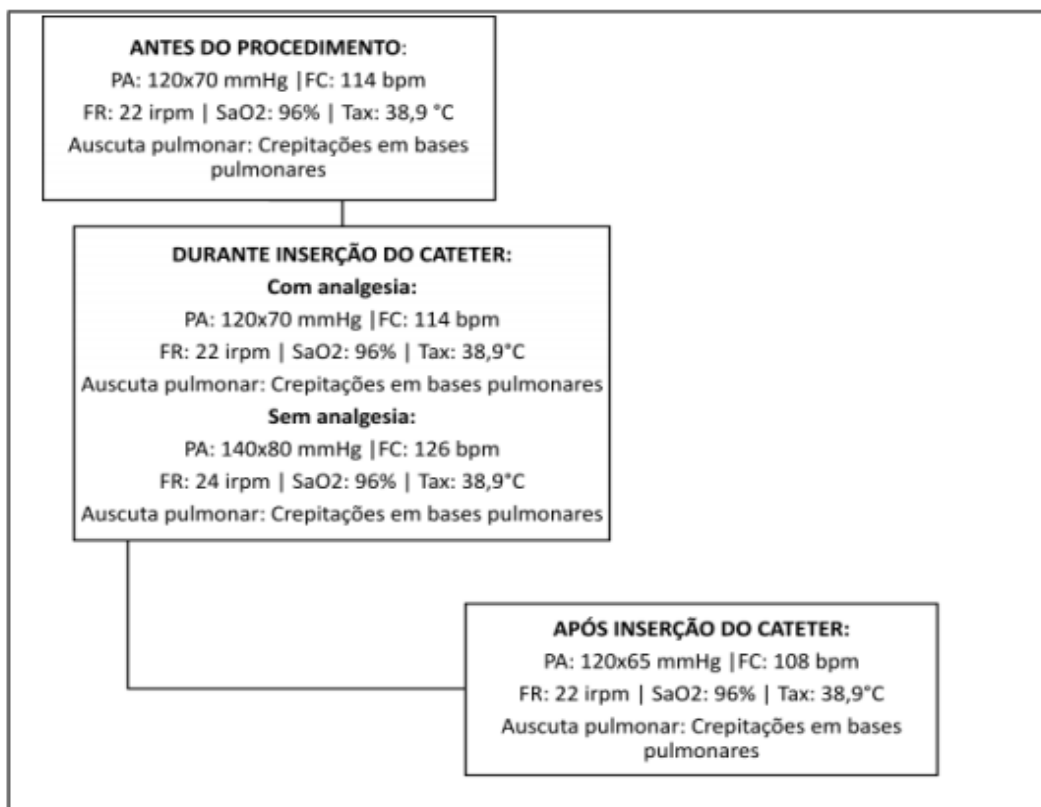 ANTES DO PROCEDIMENTO:
PA: 120x70 mmHg |FC: 114 bpm
FR: 22 irpm | SaO2: 96% | Tax: 38,9 °C
Auscuta pulmonar: Crepitações em bases
pulmonares
DURANTE INSERÇÃO DO CATETER:
Com analgesia:
PA: 120x70 mmHg |FC: 114 bpm
FR: 22 irpm | SaO2: 96% | Tax: 38,9°C
Auscuta pulmonar: Crepitações em bases pulmonares
Sem analgesia:
PA: 140x80 mmHg |FC: 126 bpm
FR: 24 irpm | SaO2: 96% | Tax: 38,9°C
Auscuta pulmonar: Crepitações em bases pulmonares
APÓS INSERÇÃO DO CATETER:
PA: 120x65 mmHg |FC: 108 bpm
FR: 22 irpm | SaO2: 96% | Tax: 38,9°C
Auscuta pulmonar: Crepitações em bases
pulmonares